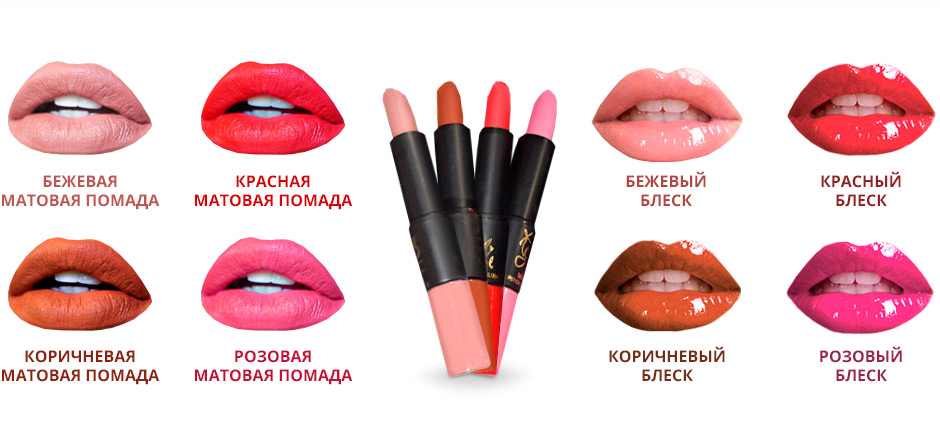 БЕЖЕВАЯ
МАТОВАЯ ПОМАДА
КРАСНАЯ
МАТОВАЯ ПОМАДА
БЕЖЕВЫЙ
БЛЕСК
КРАСНЫЙ
БЛЕСК
КОРИЧНЕВАЯ
МАТОВАЯ ПОМАДА
РОЗОВАЯ
МАТОВАЯ ПОМАДА
КОРИЧНЕВЫЙ
БЛЕСК
РОЗОВЫЙ
БЛЕСК